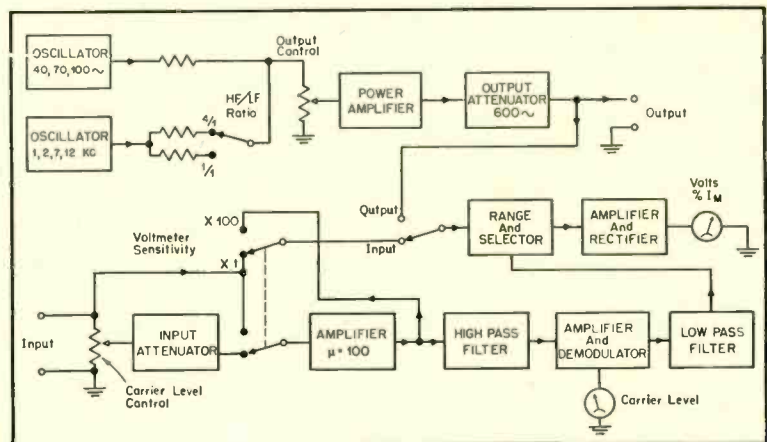 OSCILLATOR
40, 70, 100~
Output
Control
HF/LF
Ratio
4/1
1/1
POWER
AMPLIFIER
OUTPUT
ATTENUATOR
600~
Output
OSCILLATOR
1, 2, 7, 12 KC
Volts
% IM
X 100
Output
Input
Voltmeter
Sensitivity
X 1
RANGE
And
SELECTOR
AMPLIFIER
And
RECTIFIER
Input
INPUT
ATTENUATOR
AMPLIFIER
μ = 100
HIGH PASS
FILTER
AMPLIFIER
And
DEMODULATOR
LOW PASS
FILTER
Carrier Level
Control
Carrier Level